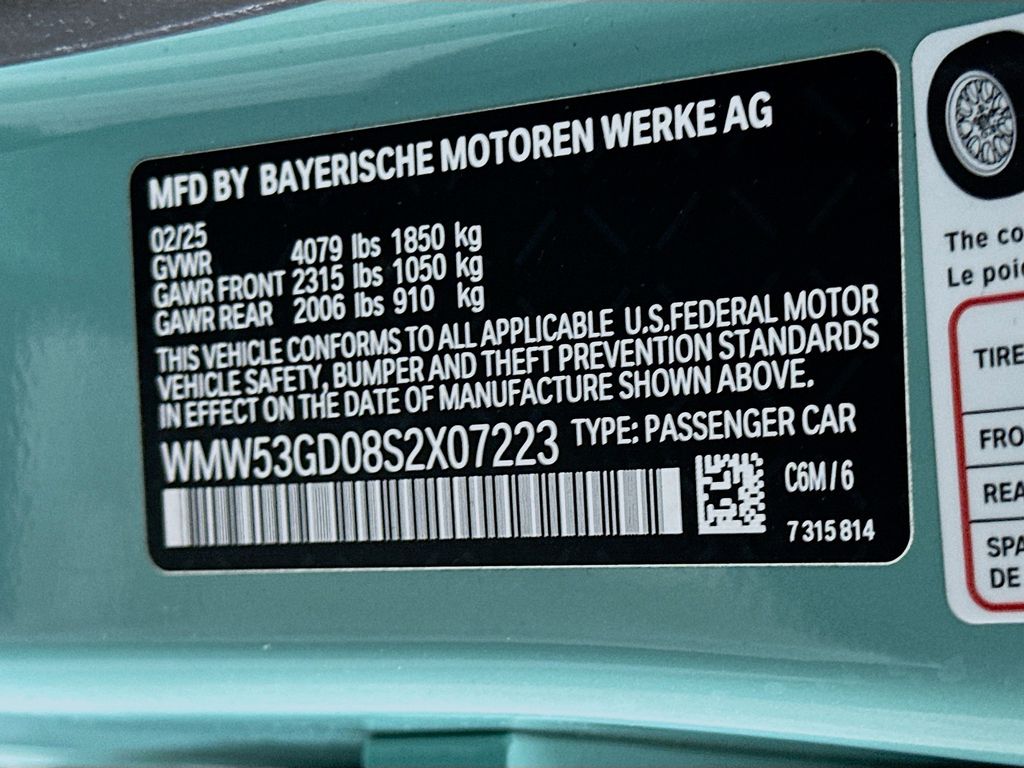 MFD BY BAYERISCHE MOTOREN WERKE AG
02/25
GVWR 4079 lbs 1850 kg
GAWR FRONT 2315 lbs 1050 kg
GAWR REAR 2006 lbs 910 kg
THIS VEHICLE CONFORMS TO ALL APPLICABLE U.S.FEDERAL MOTOR
VEHICLE SAFETY, BUMPER AND THEFT PREVENTION STANDARDS
IN EFFECT ON THE DATE OF MANUFACTURE SHOWN ABOVE.
WMW53GD08S2X07223 TYPE: PASSENGER CAR
C6M/6
7315814
The co
Le poi
TIRE
FRO
REA
SPA
DE